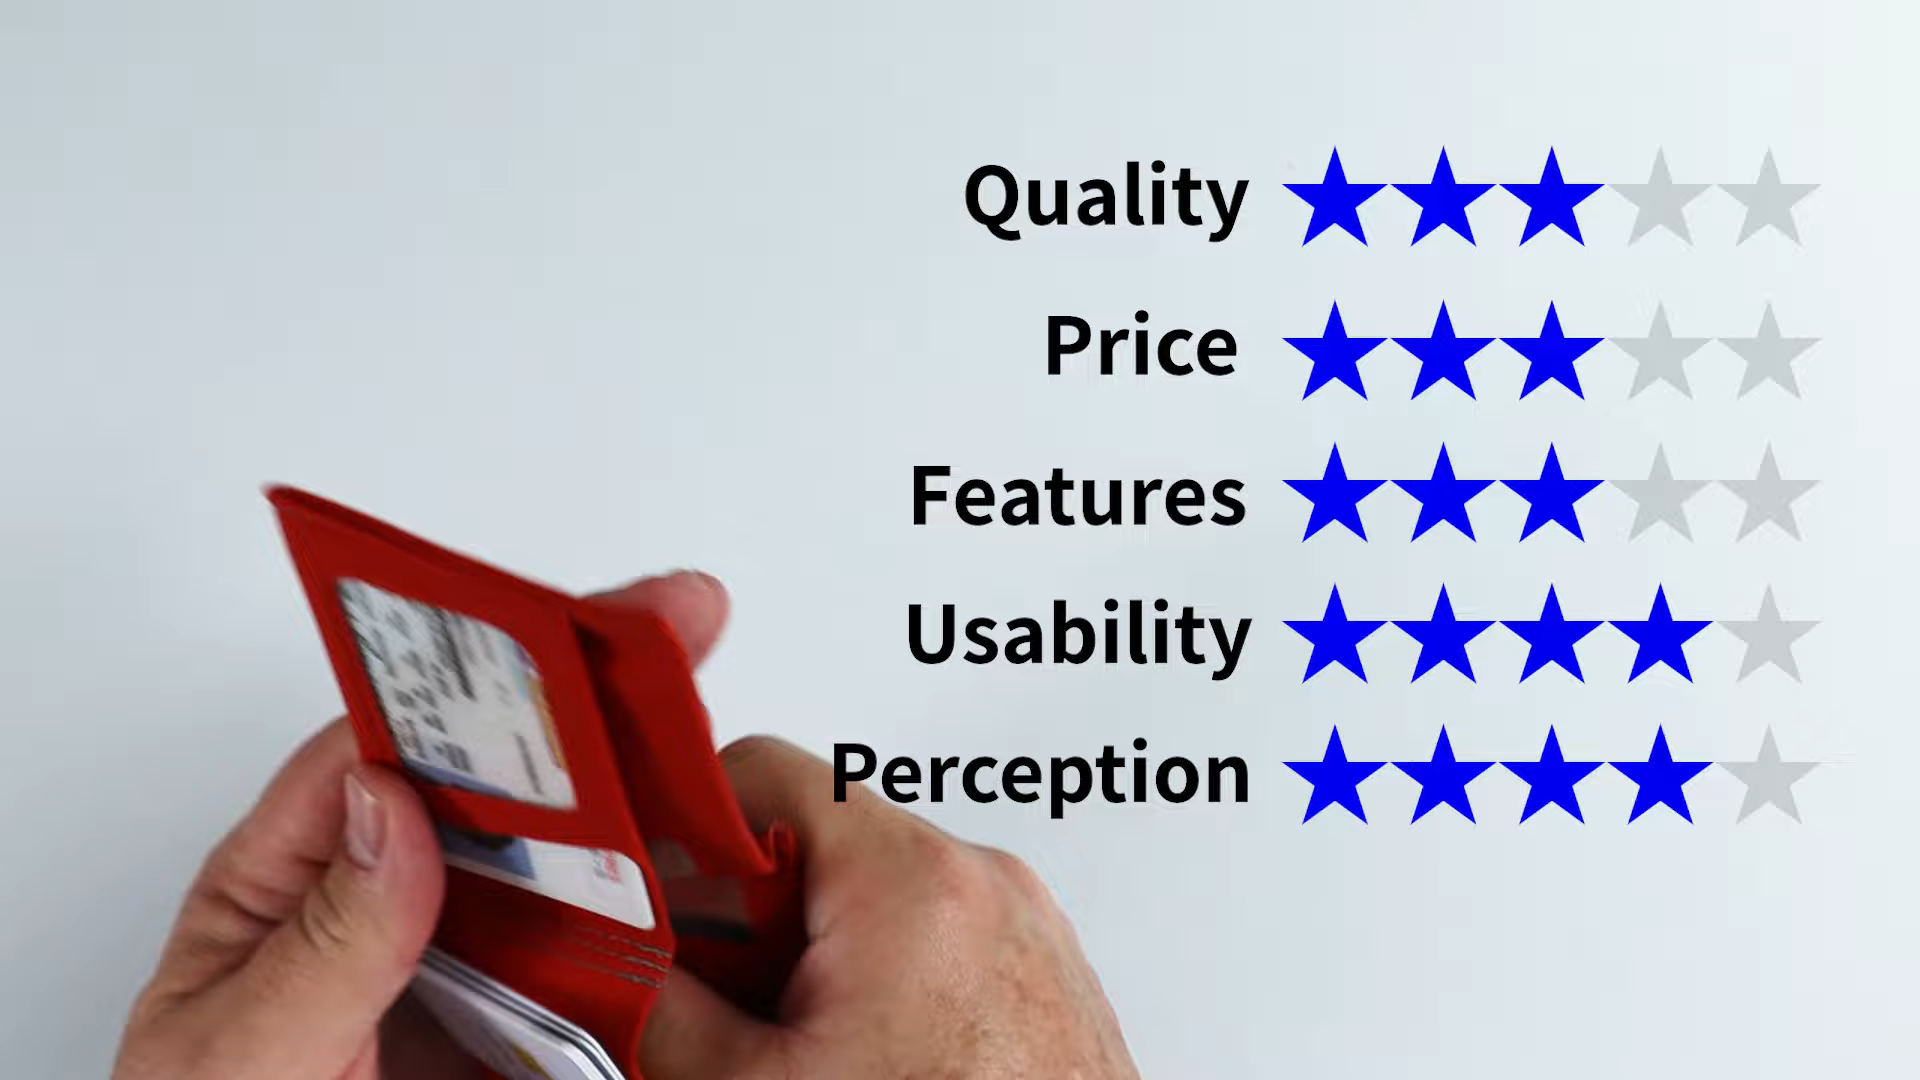 Quality
Price
Features
Usability
Perception